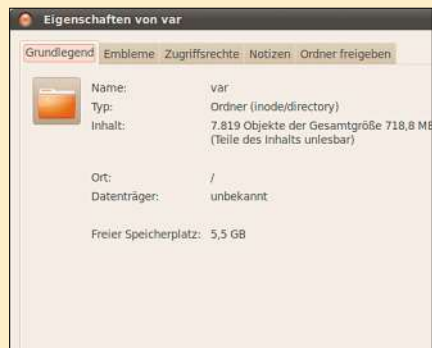 Eigenschaften von var
Grundlegend Embleme Zugriffsrechte Notizen Ordner freigeben
Name: var
Typ: Ordner (inode/directory)
Inhalt: 7.819 Objekte der Gesamtgröße 718,8 MB
(Teile des Inhalts unlesbar)
Ort: /
Datenträger: unbekannt
Freier Speicherplatz: 5,5 GB